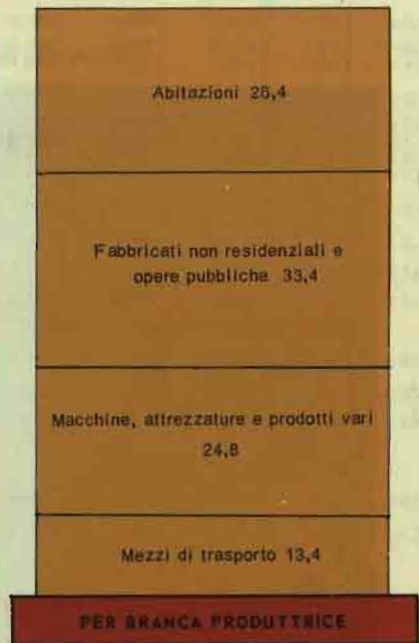 Abitazioni 28,4
Fabbricati non residenziali e
opere pubbliche 33,4
Macchine, attrezzature e prodotti vari
24,8
Mezzi di trasporto 13,4
PER BRANCA PRODUTTRICE